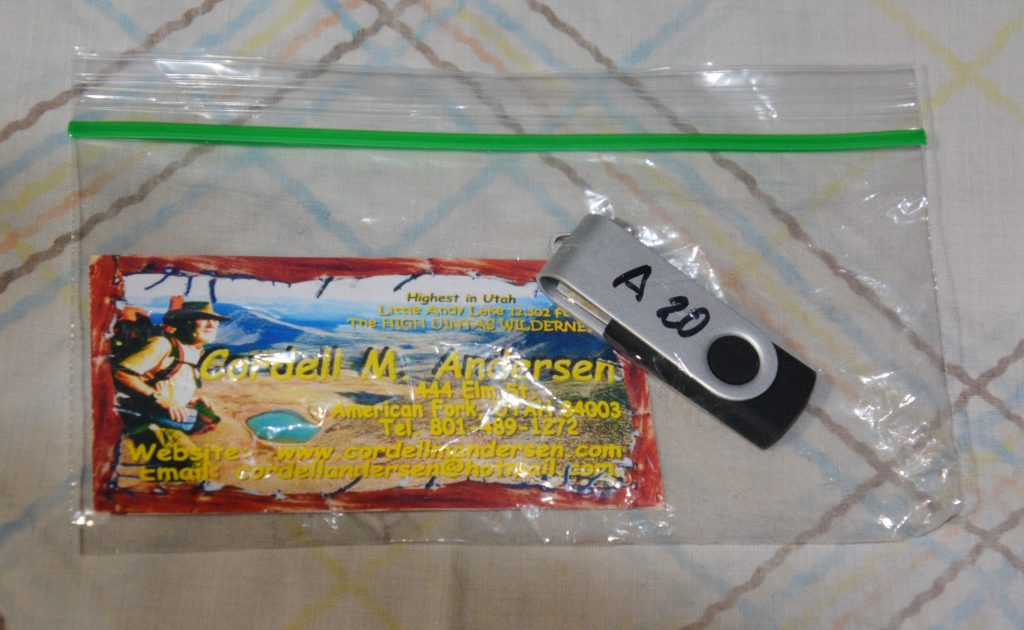 Highest in Utah
Little Andy Lake 12,302 ft.
The HIGH UINTAS WILDERNE
Cordell M. Andersen
444 Elm St.
American Fork, UTAH 84003
Tel. 801-489-1272
Website: www.cordellmandersen.com
Email: cordellandersen@hotmail.com
A 20